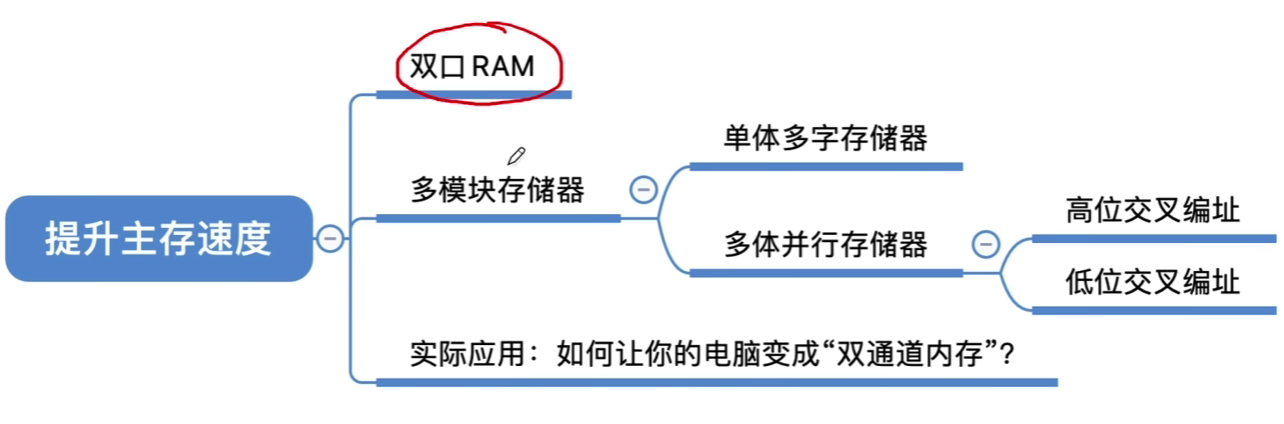 双口RAM
单体多字存储器
多模块存储器
高位交叉编址
提升主存速度
多体并行存储器
低位交叉编址
实际应用：如何让你的电脑变成“双通道内存”？